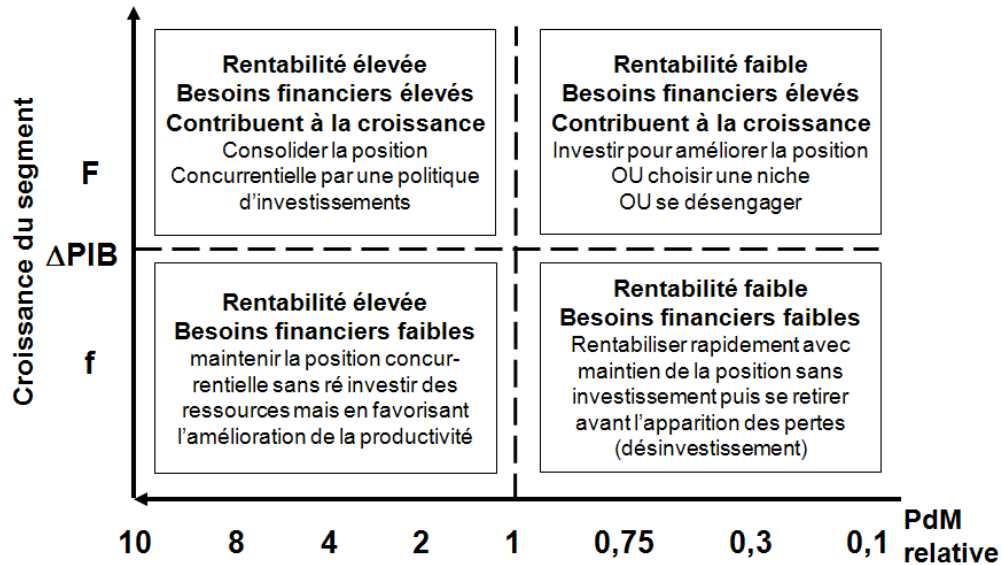 Croissance du segment
F
ΔPIB
f
Rentabilité élevée
Besoins financiers élevés
Contribuent à la croissance
Consolider la position
Concurrentielle par une politique
d'investissements
Rentabilité faible
Besoins financiers élevés
Contribuent à la croissance
Investir pour améliorer la position
OU choisir une niche
OU se désengager
Rentabilité élevée
Besoins financiers faibles
maintenir la position concur-
rentielle sans ré investir des
ressources mais en favorisant
l'amélioration de la productivité
Rentabilité faible
Besoins financiers faibles
Rentabiliser rapidement avec
maintien de la position sans
investissement puis se retirer
avant l'apparition des pertes
(désinvestissement)
10 8 4 2 1 0,75 0,3 0,1
PdM
relative